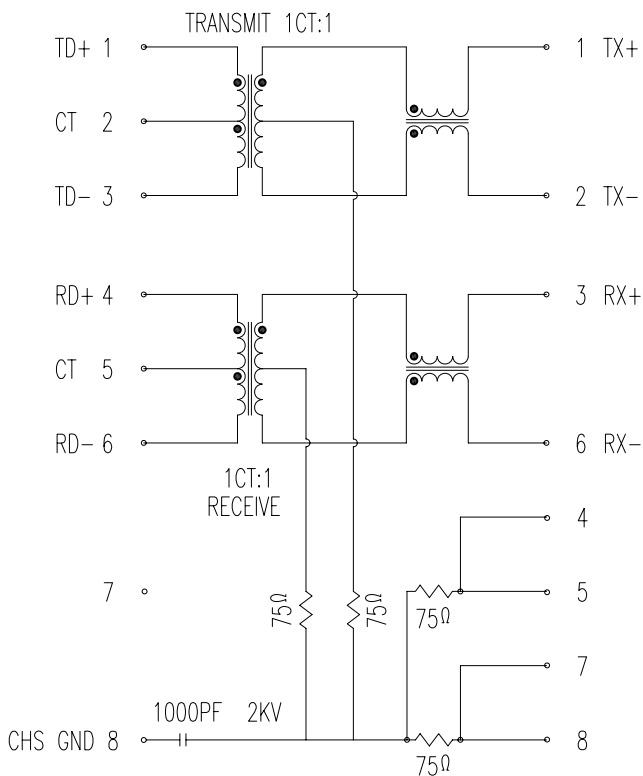 TRANSMIT 1CT:1
TD+ 1
1 TX+
CT 2
TD- 3
2 TX-
RD+ 4
3 RX+
CT 5
RD- 6
6 RX-
1CT:1
RECEIVE
4
7
75Ω
75Ω
75Ω
5
7
1000PF 2KV
CHS GND 8
75Ω
8